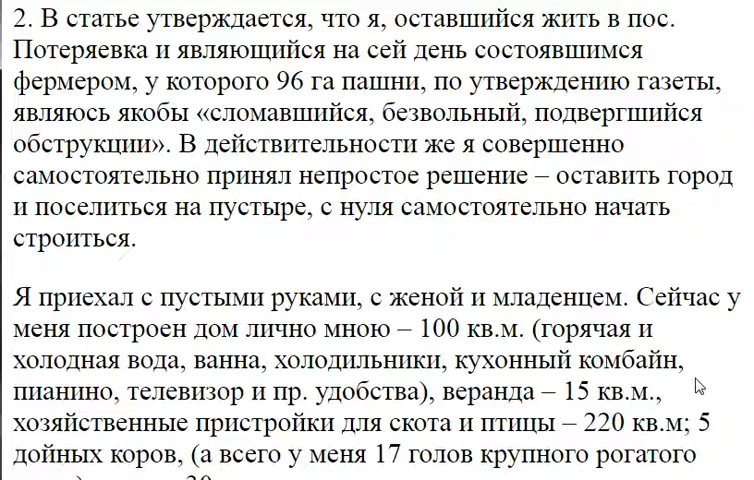 2. В статье утверждается, что я, оставшийся жить в пос.
Потеряевка и являющийся на сей день состоявшимся
фермером, у которого 96 га пашни, по утверждению газеты,
являюсь якобы «сломавшийся, безвольный, подвергшийся
обструкции». В действительности же я совершенно
самостоятельно принял непростое решение – оставить город
и поселиться на пустыре, с нуля самостоятельно начать
строиться.
Я приехал с пустыми руками, с женой и младенцем. Сейчас у
меня построен дом лично мною – 100 кв.м. (горячая и
холодная вода, ванна, холодильники, кухонный комбайн,
пианино, телевизор и пр. удобства), веранда – 15 кв.м.,
хозяйственные пристройки для скота и птицы – 220 кв.м; 5
дойных коров, (а всего у меня 17 голов крупного рогатого